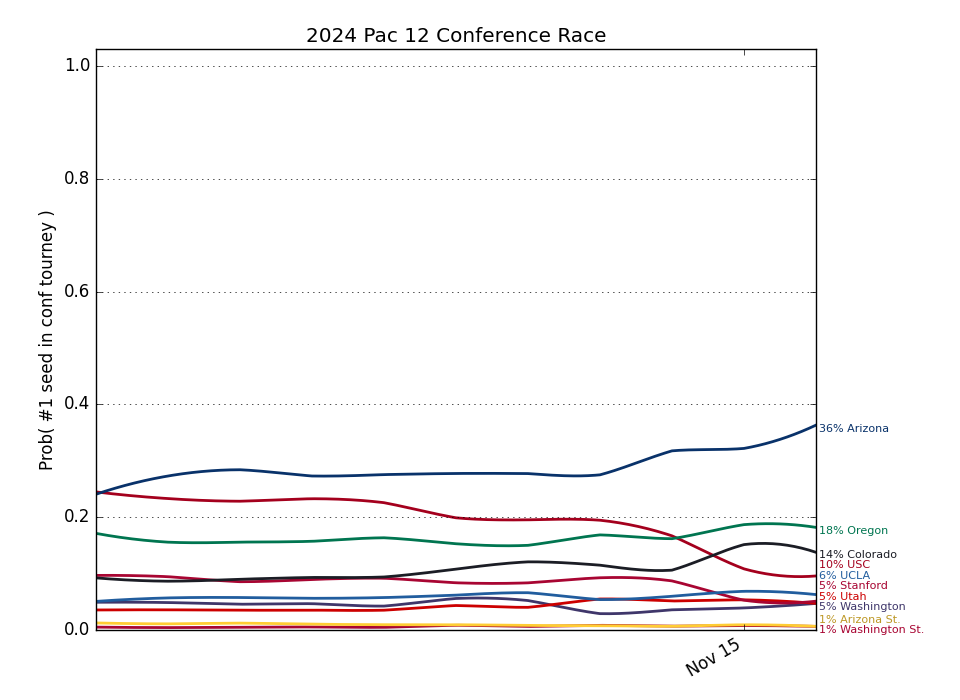 2024 Pac 12 Conference Race
Prob( #1 seed in conf tourney )
1.0
0.8
0.6
0.4
0.2
0.0
Nov 15
36% Arizona
18% Oregon
14% Colorado
10% USC
6% UCLA
5% Stanford
5% Utah
5% Washington
1% Arizona St.
1% Washington St.